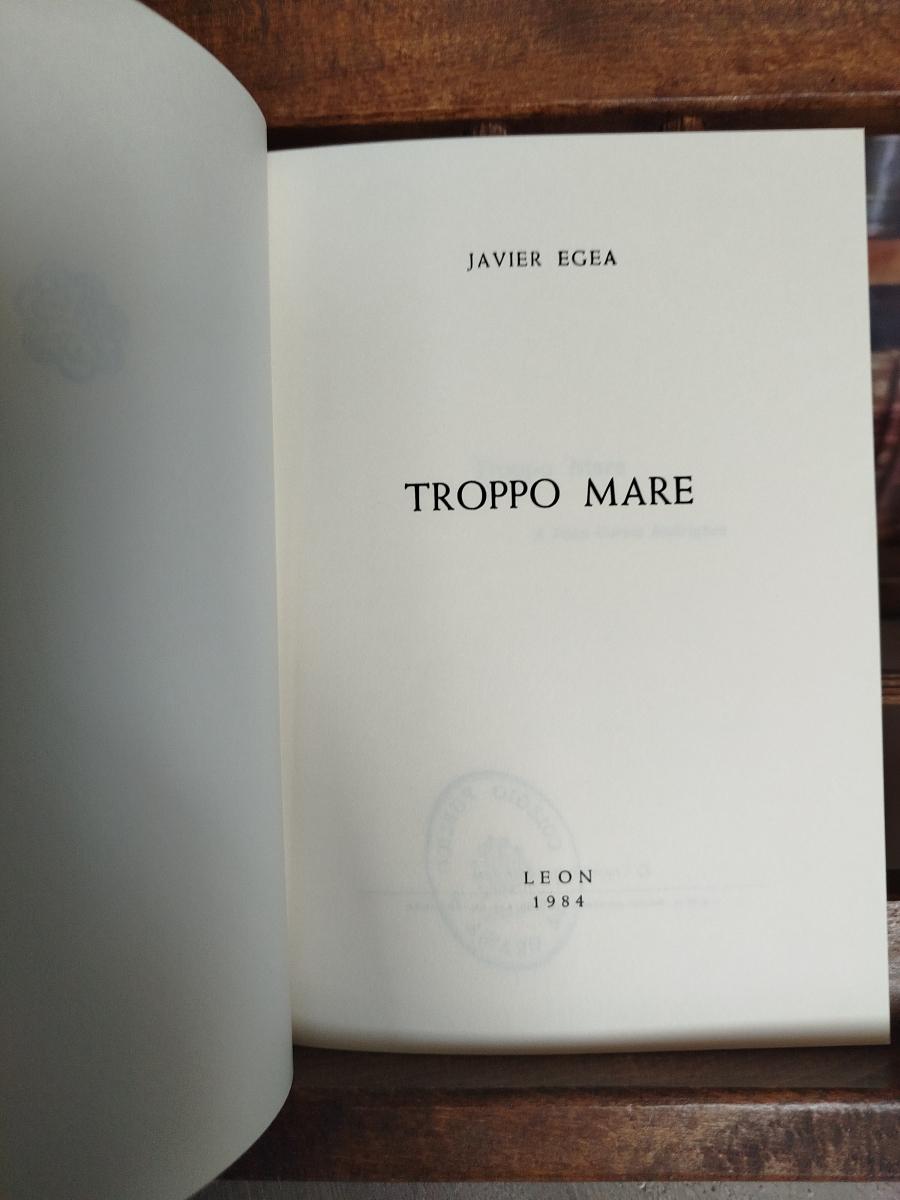 JAVIER EGEA
TROPPO MARE
LEON
1984